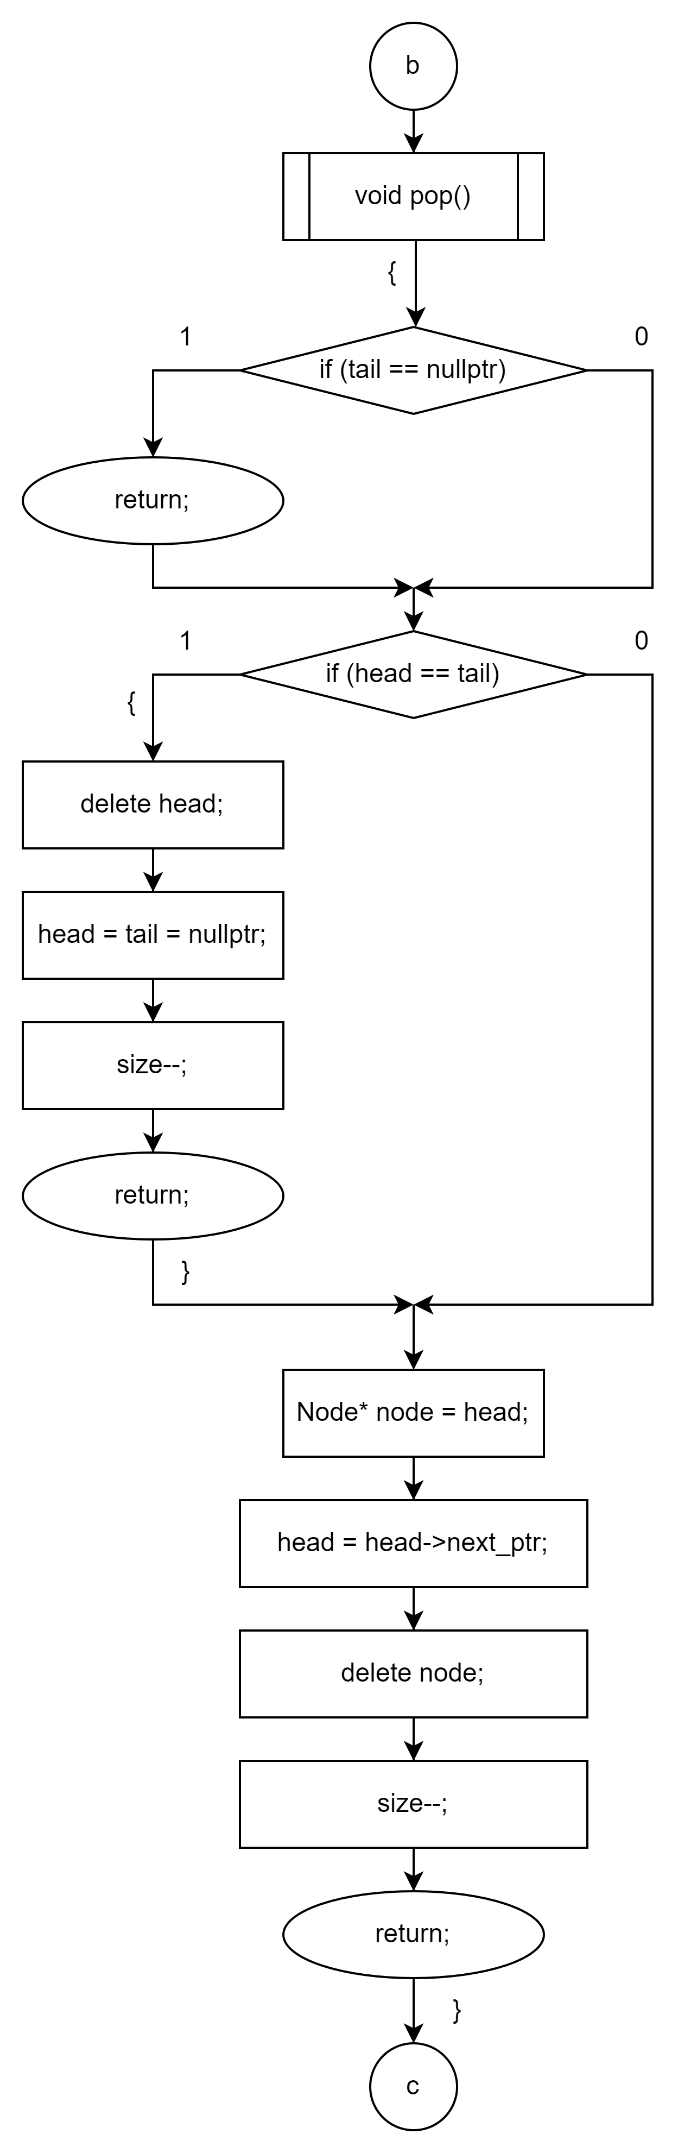 b
void pop()
{
1
0
if (tail == nullptr)
return;
1
0
if (head == tail)
{
delete head;
head = tail = nullptr;
size--;
return;
}
Node* node = head;
head = head->next_ptr;
delete node;
size--;
return;
}
c